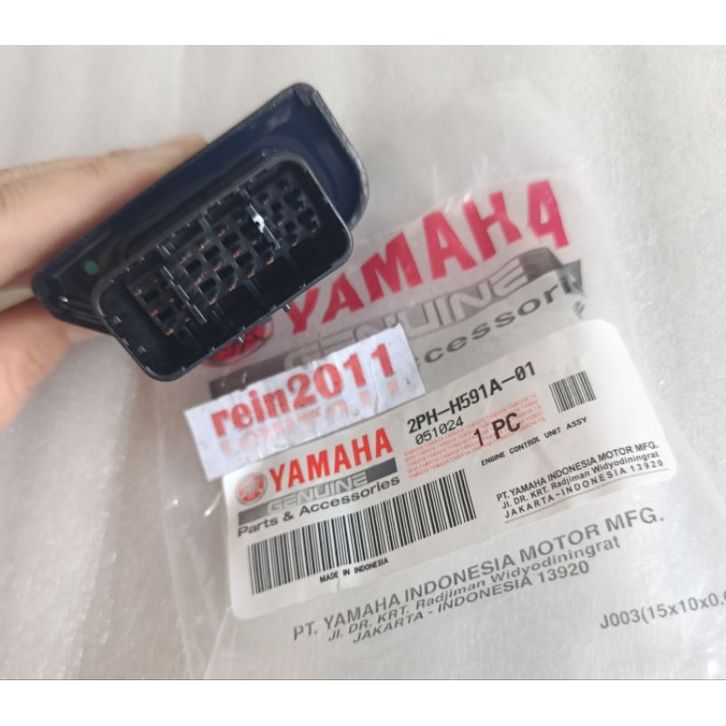 YAMAHA
GENUINE
Accessori
rein2011
YAMAHA
GENUINE
Parts & Accessories
MADE IN INDONESIA
2PH-H591A-01
051024
1 PC
ENGINE CONTROL UNIT ASSY
PT. YAMAHA INDONESIA MOTOR MFG.
JL. DR. KRT. Radjiman Widyodiningrat
JAKARTA-INDONESIA 13920
PT. YAMAHA INDONESIA MOTOR MFG.
Jl. DR. KRT. Radjiman Widyodiningrat
JAKARTA - INDONESIA 13920
J003(15x10x0.